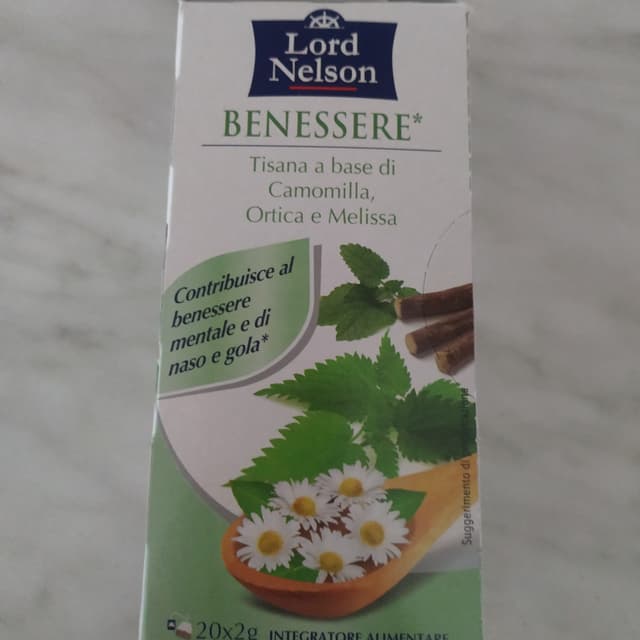 Lord
Nelson
BENESSERE*
Tisana a base di
Camomilla,
Ortica e Melissa
Contribuisce al
benessere
mentale e di
naso e gola*
Suggerimento di
20x2g INTEGRATORE ALIMENTARE